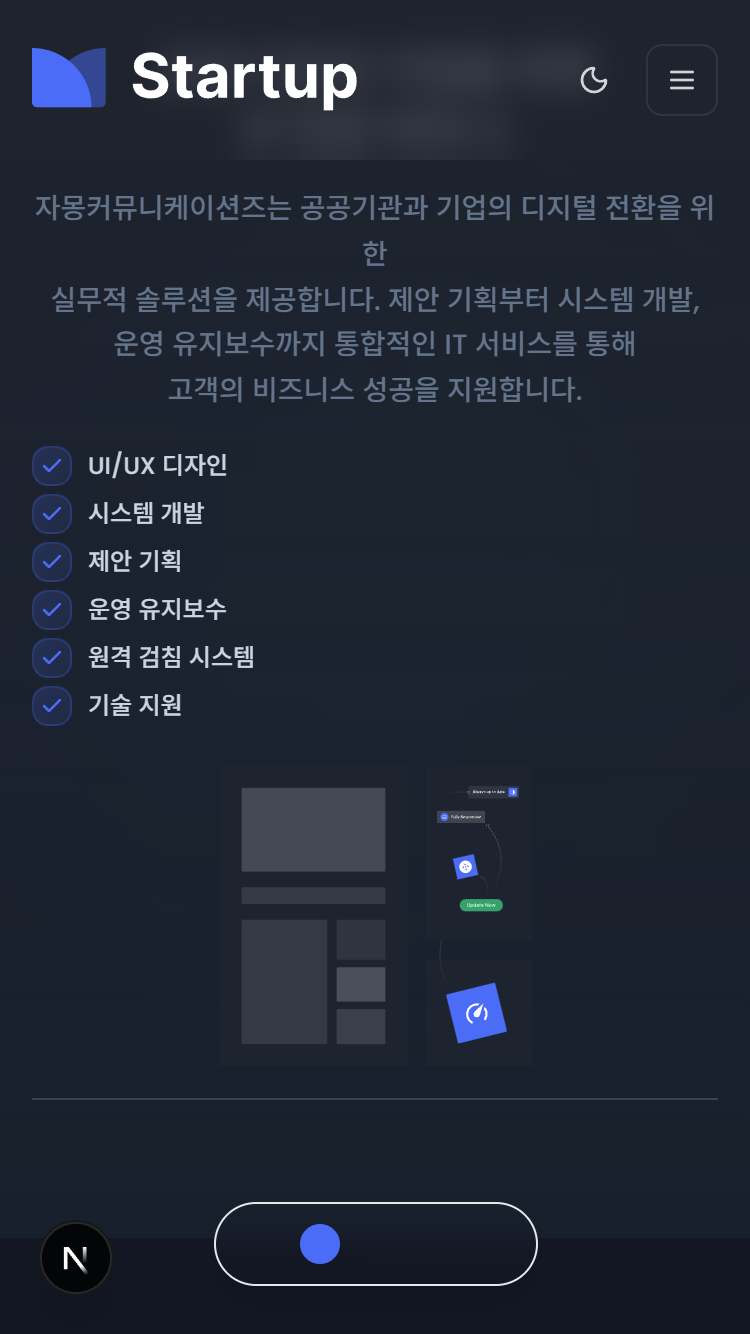 Startup
자몽커뮤니케이션즈는 공공기관과 기업의 디지털 전환을 위
한
실무적 솔루션을 제공합니다. 제안 기획부터 시스템 개발,
운영 유지보수까지 통합적인 IT 서비스를 통해
고객의 비즈니스 성공을 지원합니다.
UI/UX 디자인
시스템 개발
제안 기획
운영 유지보수
원격 검침 시스템
기술 지원
Always up to date
Fully Responsive
Update Now
N